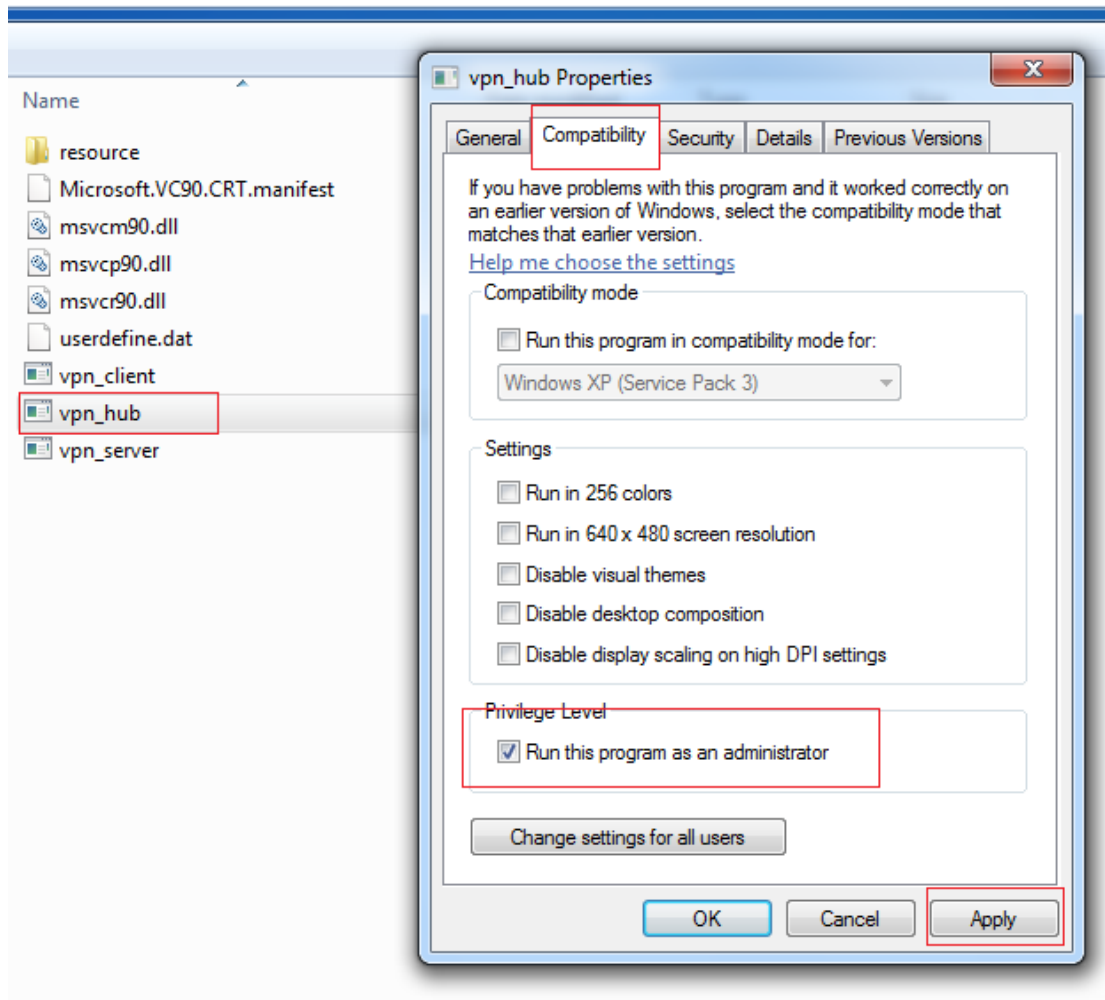 Name
resource
Microsoft.VC90.CRT.manifest
msvcm90.dll
msvcp90.dll
msvcr90.dll
userdefine.dat
vpn_client
vpn_hub
vpn_server
vpn_hub Properties
General Compatibility Security Details Previous Versions
If you have problems with this program and it worked correctly on
an earlier version of Windows, select the compatibility mode that
matches that earlier version.
Help me choose the settings
Compatibility mode
Run this program in compatibility mode for:
Windows XP (Service Pack 3)
Settings
Run in 256 colors
Run in 640 x 480 screen resolution
Disable visual themes
Disable desktop composition
Disable display scaling on high DPI settings
Privilege Level
Run this program as an administrator
Change settings for all users
OK Cancel Apply